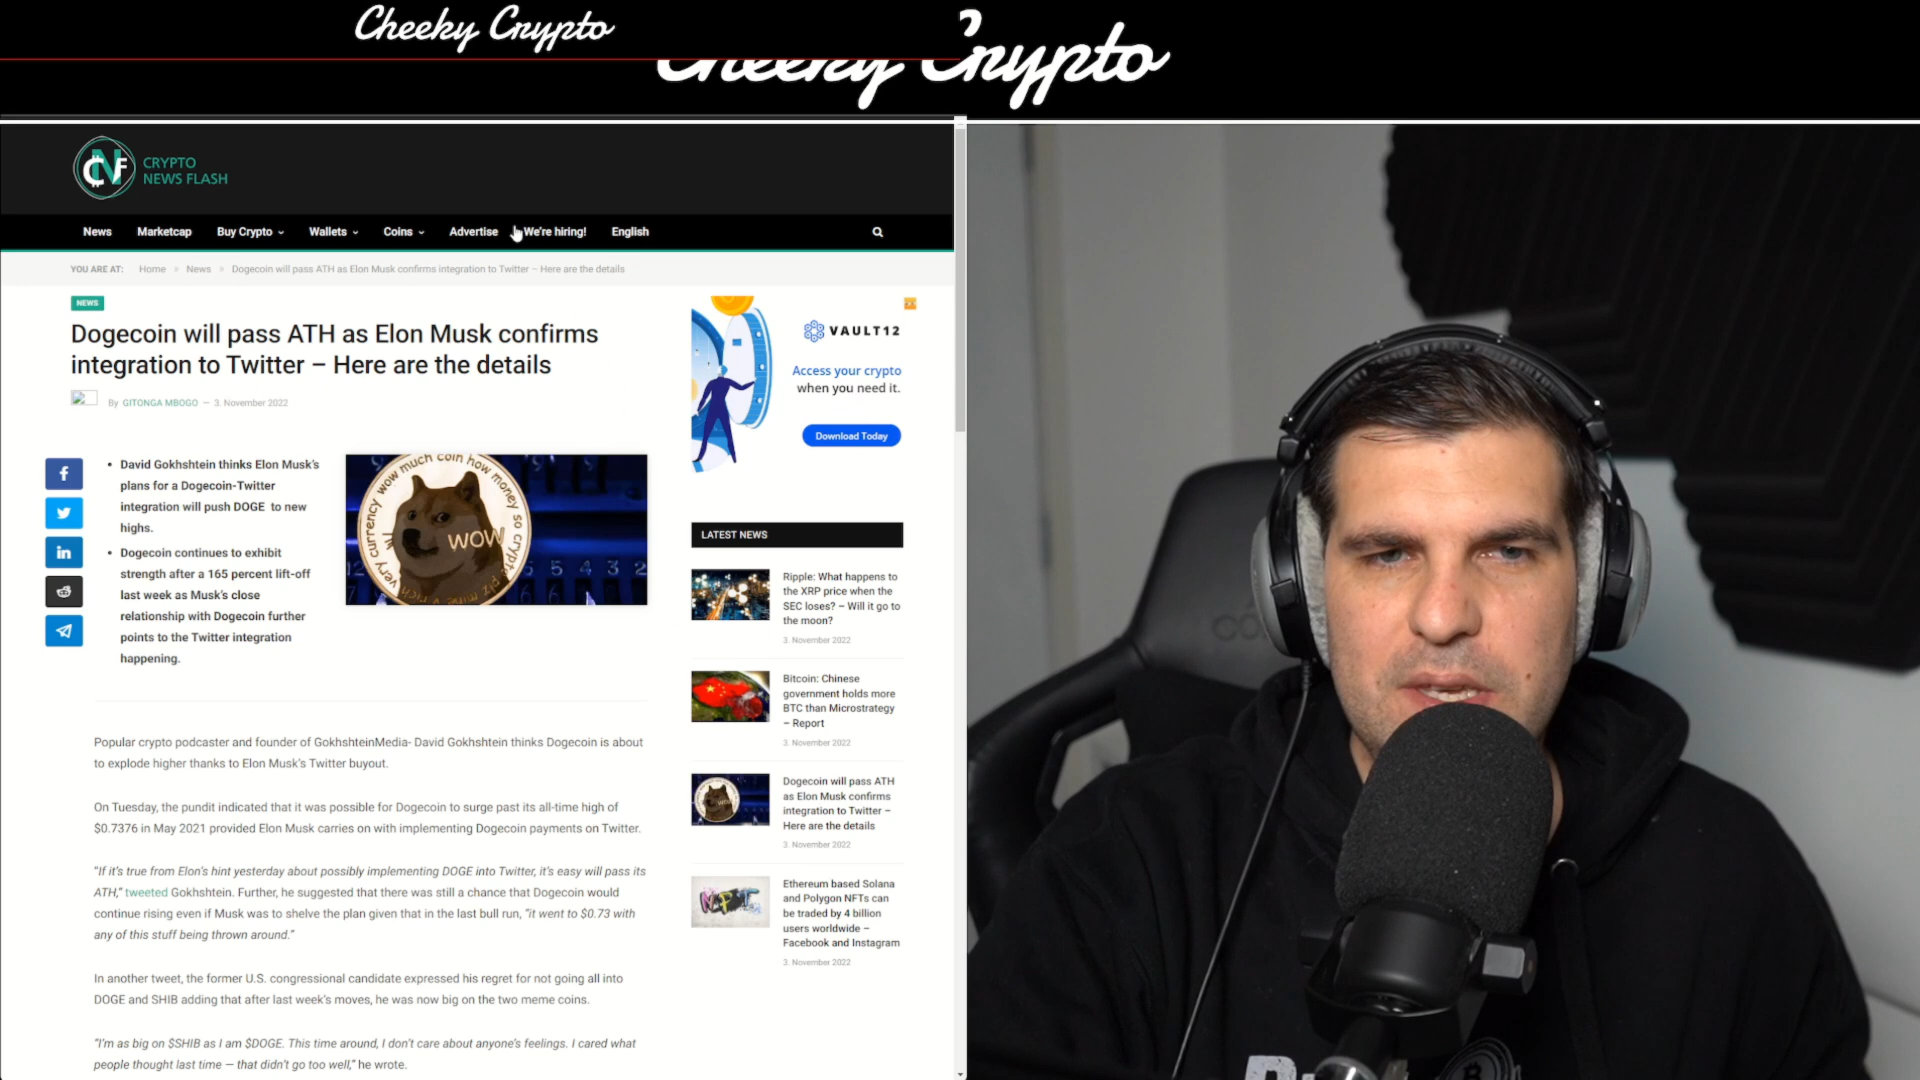 Cheeky Crypto
Cheeky Crypto
CNF
CRYPTO
NEWS FLASH
News Marketcap Buy Crypto Wallets Coins Advertise We're hiring! English
YOU ARE AT: Home » News » Dogecoin will pass ATH as Elon Musk confirms integration to Twitter – Here are the details
NEWS
Dogecoin will pass ATH as Elon Musk confirms
integration to Twitter – Here are the details
By GITONGA MBOGO — 3. November 2022
• David Gokhshtein thinks Elon Musk's
plans for a Dogecoin-Twitter
integration will push DOGE to new
highs.
• Dogecoin continues to exhibit
strength after a 165 percent lift-off
last week as Musk's close
relationship with Dogecoin further
points to the Twitter integration
happening.
very currency wow much coin how money so crypto
WOW
5 4 3 2
Popular crypto podcaster and founder of GokhshteinMedia- David Gokhshtein thinks Dogecoin is about
to explode higher thanks to Elon Musk's Twitter buyout.
On Tuesday, the pundit indicated that it was possible for Dogecoin to surge past its all-time high of
$0.7376 in May 2021 provided Elon Musk carries on with implementing Dogecoin payments on Twitter.
"If it's true from Elon's hint yesterday about possibly implementing DOGE into Twitter, it's easy will pass its
ATH," tweeted Gokhshtein. Further, he suggested that there was still a chance that Dogecoin would
continue rising even if Musk was to shelve the plan given that in the last bull run, "it went to $0.73 with
any of this stuff being thrown around."
In another tweet, the former U.S. congressional candidate expressed his regret for not going all into
DOGE and SHIB adding that after last week's moves, he was now big on the two meme coins.
"I'm as big on $SHIB as I am $DOGE. This time around, I don't care about anyone's feelings. I cared what
people thought last time — that didn't go too well," he wrote.
VAULT12
Access your crypto
when you need it.
Download Today
LATEST NEWS
Ripple: What happens to
the XRP price when the
SEC loses? – Will it go to
the moon?
3. November 2022
Bitcoin: Chinese
government holds more
BTC than Microstrategy
– Report
3. November 2022
Dogecoin will pass ATH
as Elon Musk confirms
integration to Twitter –
Here are the details
3. November 2022
NFT
Ethereum based Solana
and Polygon NFTs can
be traded by 4 billion
users worldwide –
Facebook and Instagram
3. November 2022